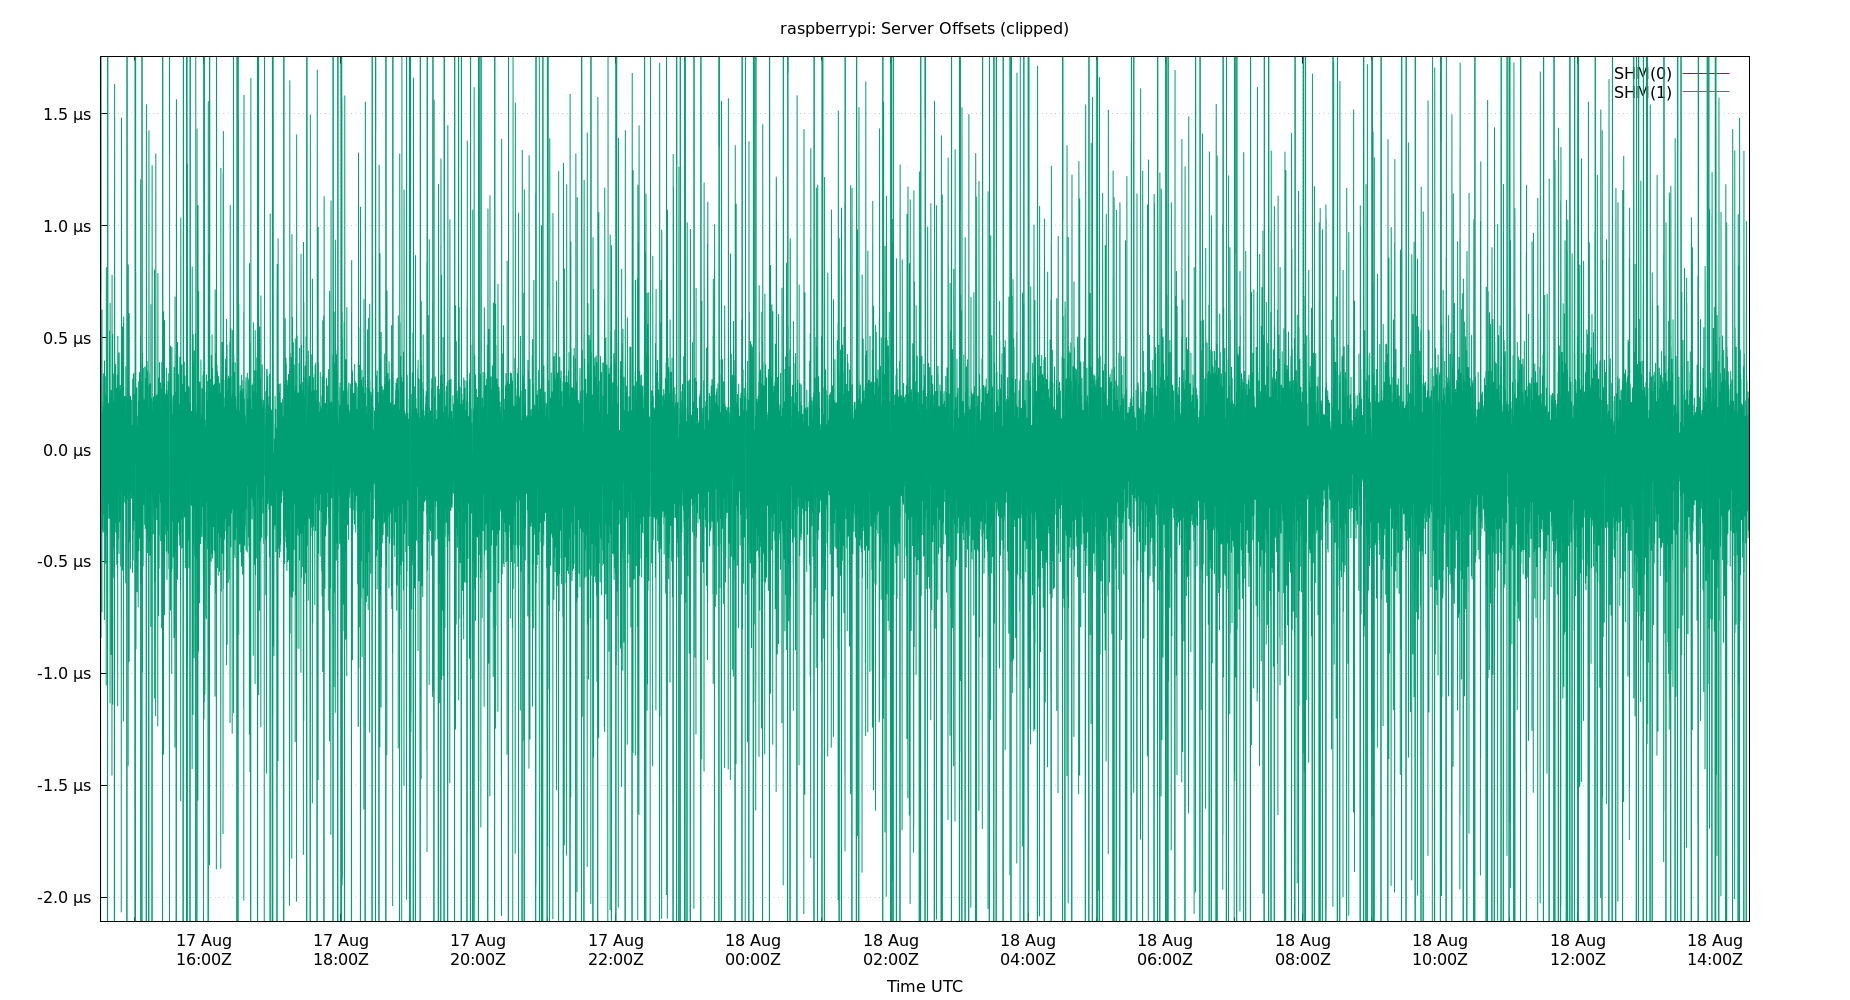 raspberrypi: Server Offsets (clipped)
SHM(0)
SHM(1)
1.5 µs
1.0 µs
0.5 µs
0.0 µs
-0.5 µs
-1.0 µs
-1.5 µs
-2.0 µs
17 Aug 17 Aug 17 Aug 17 Aug 18 Aug 18 Aug 18 Aug 18 Aug 18 Aug 18 Aug 18 Aug 18 Aug
16:00Z 18:00Z 20:00Z 22:00Z 00:00Z 02:00Z 04:00Z 06:00Z 08:00Z 10:00Z 12:00Z 14:00Z
Time UTC